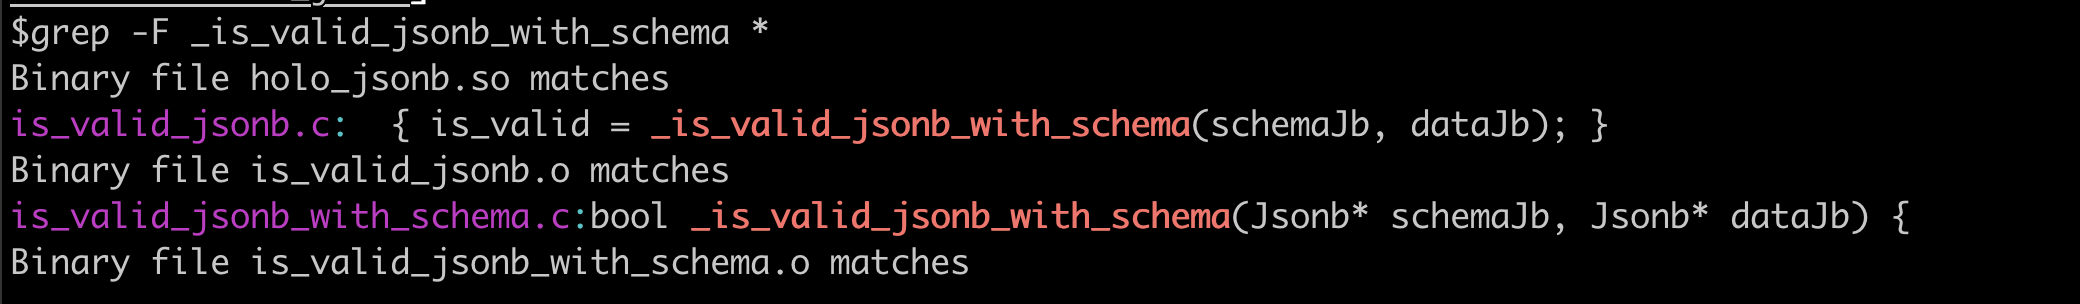 $grep -F _is_valid_jsonb_with_schema *
Binary file holo_jsonb.so matches
is_valid_jsonb.c:  { is_valid = _is_valid_jsonb_with_schema(schemaJb, dataJb); }
Binary file is_valid_jsonb.o matches
is_valid_jsonb_with_schema.c:bool _is_valid_jsonb_with_schema(Jsonb* schemaJb, Jsonb* dataJb) {
Binary file is_valid_jsonb_with_schema.o matches